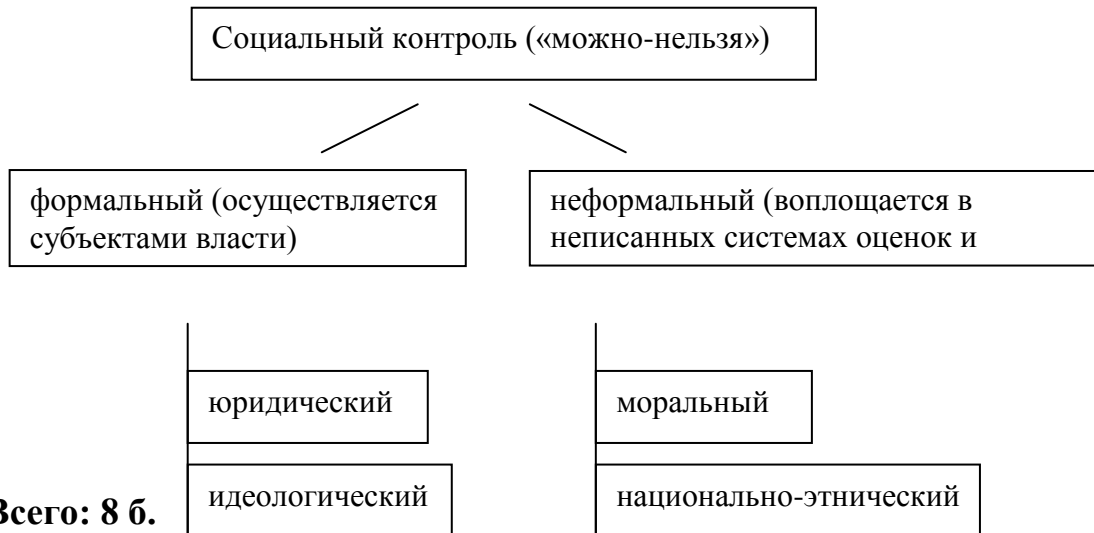 Социальный контроль («можно-нельзя»)
формальный (осуществляется
субъектами власти)
неформальный (воплощается в
неписанных системах оценок и
юридический
моральный
идеологический
национально-этнический
Всего: 8 б.